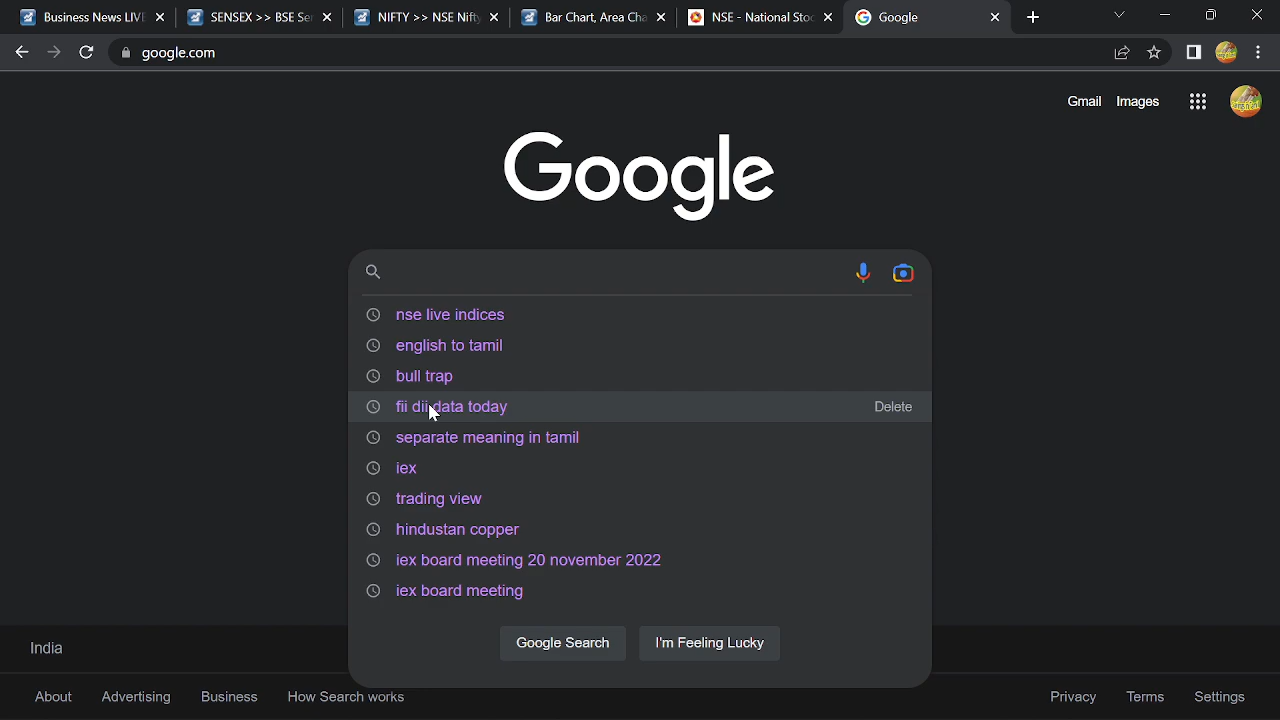 Business News LIVE
SENSEX >> BSE Ser
NIFTY >> NSE Nifty
Bar Chart, Area Cha
NSE - National Stoc
Google
google.com
Gmail Images
Google
nse live indices
english to tamil
bull trap
fii dii data today
Delete
separate meaning in tamil
iex
trading view
hindustan copper
iex board meeting 20 november 2022
iex board meeting
Google Search I'm Feeling Lucky
India
About Advertising Business How Search works Privacy Terms Settings